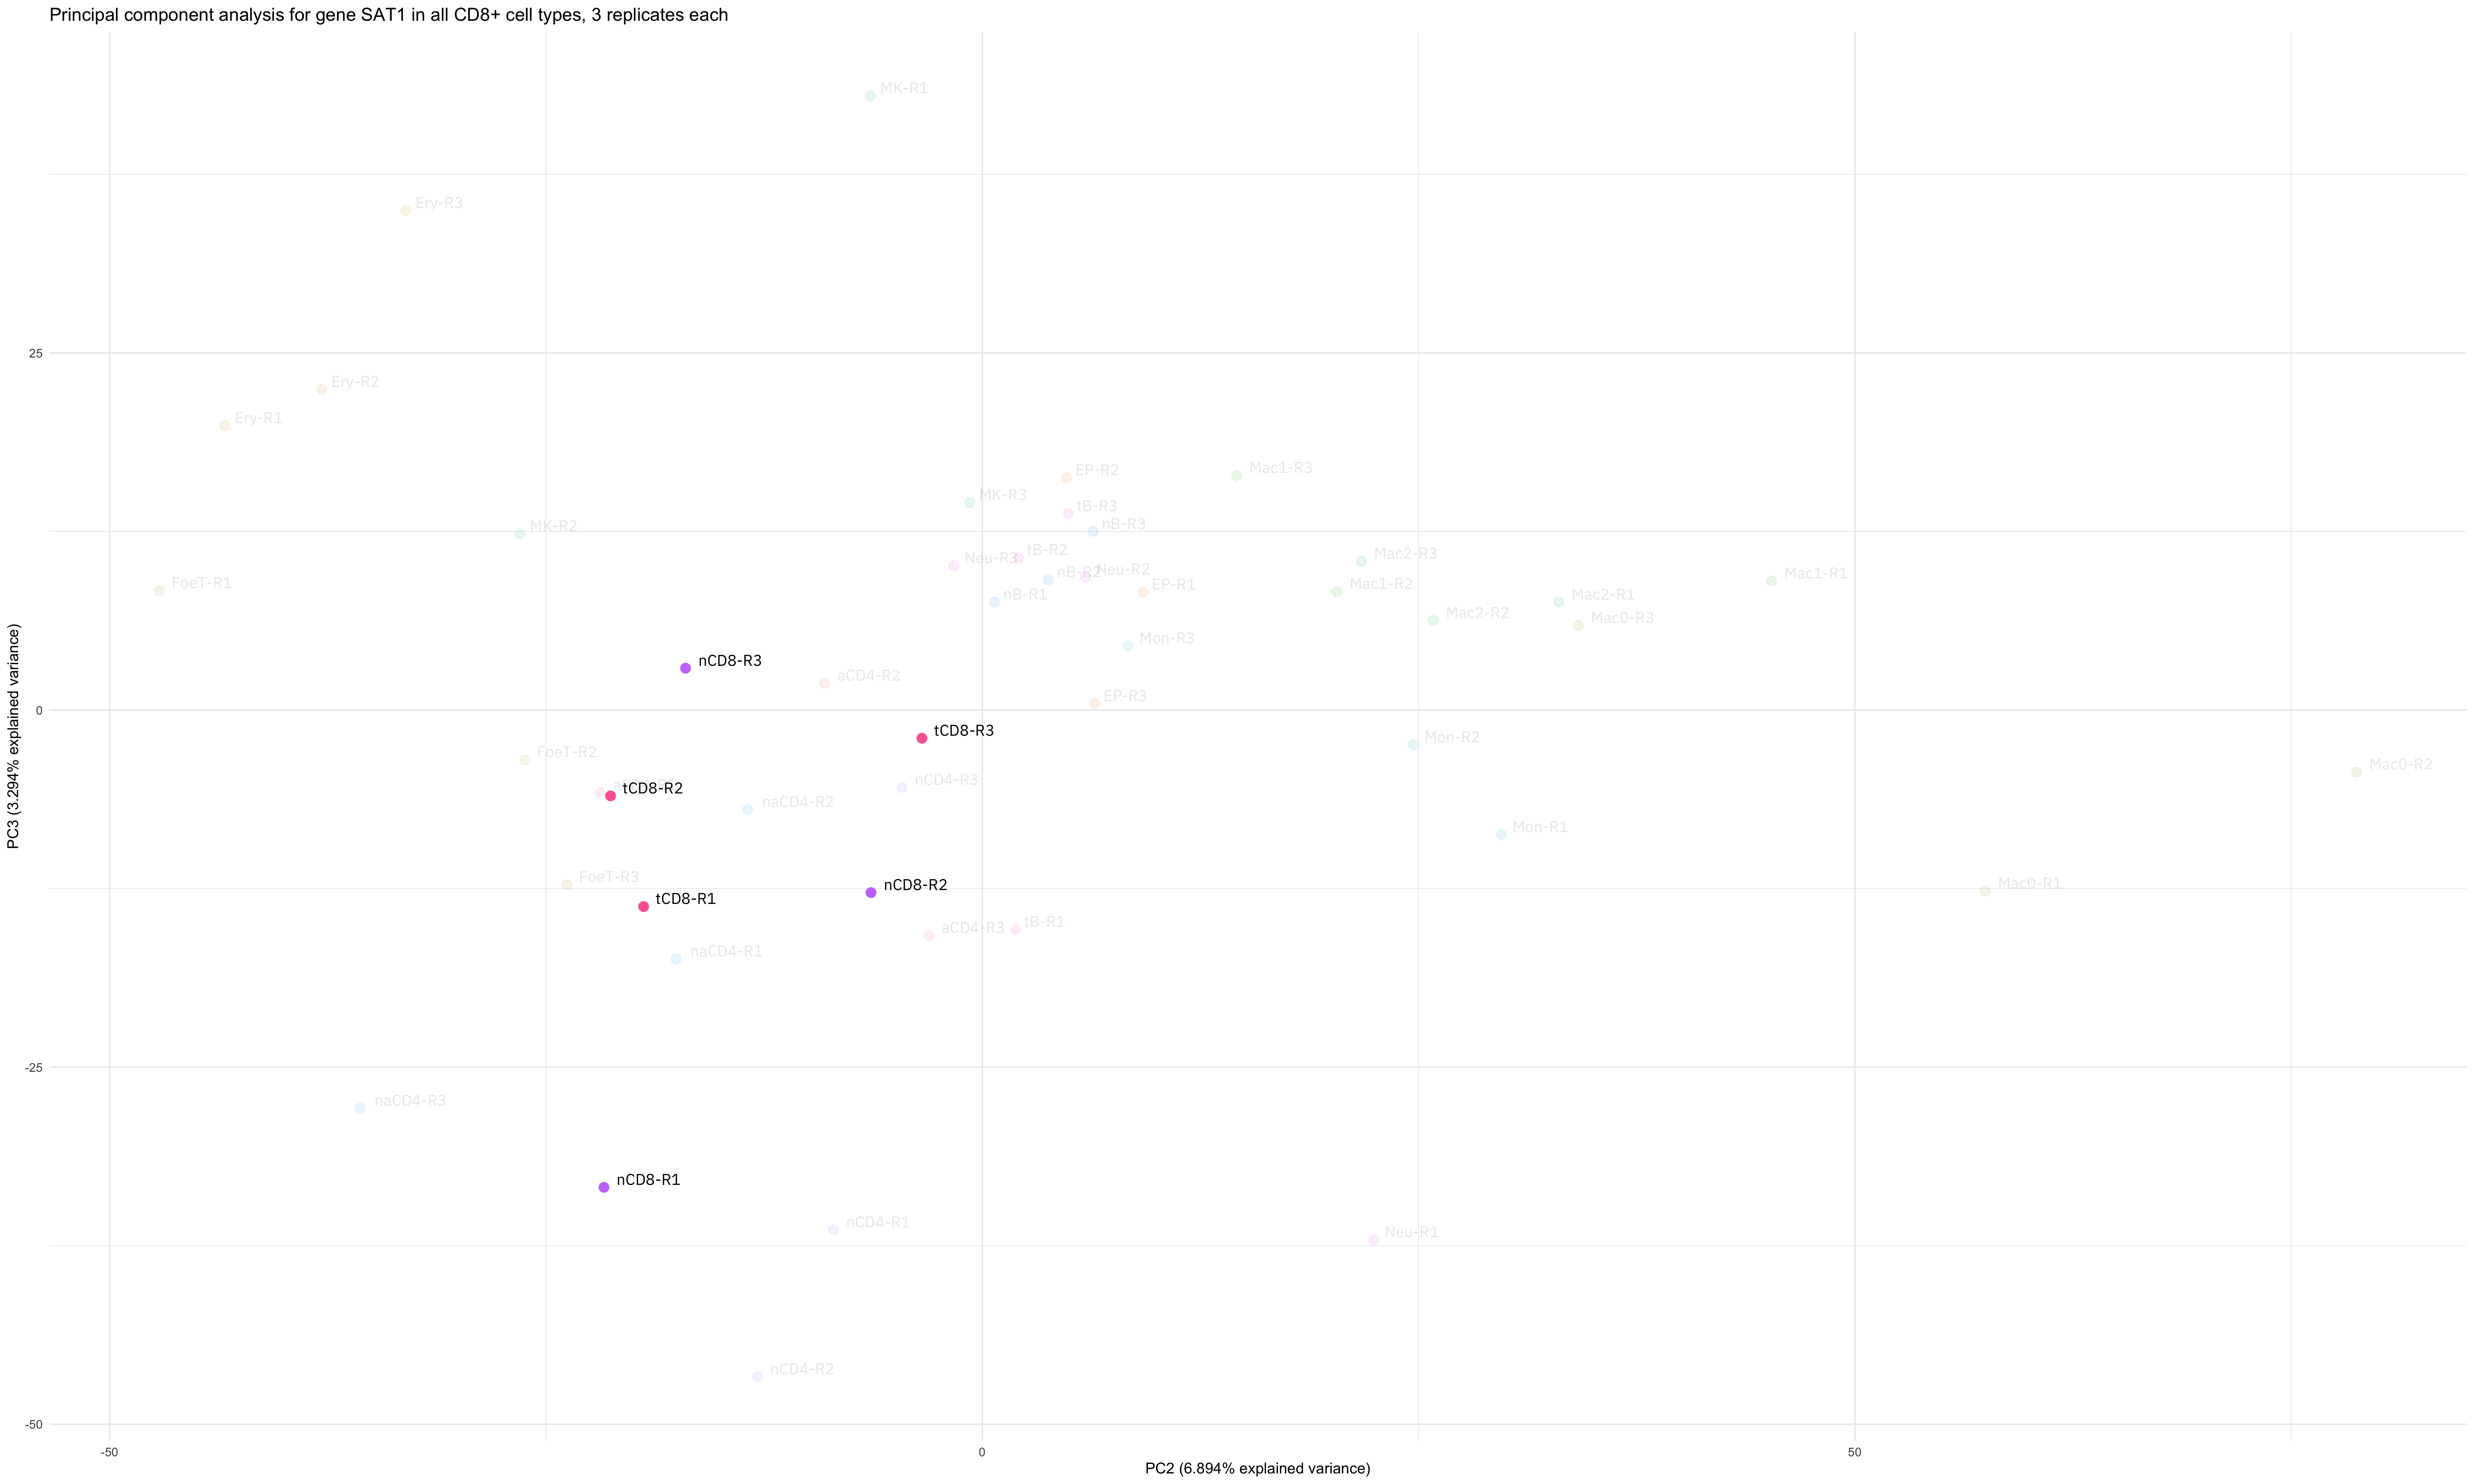 Principal component analysis for gene SAT1 in all CD8+ cell types, 3 replicates each
MK-R1
Ery-R3
25
Ery-R2
Ery-R1
EP-R2
Mac1-R3
MK-R3
tB-R3
MK-R2
nB-R3
Neu-R3
tB-R2
Mac2-R3
nB-R2
Neu-R2
FoeT-R1
EP-R1
Mac1-R2
Mac1-R1
nB-R1
Mac2-R1
Mac2-R2
Mac0-R3
Mon-R3
nCD8-R3
aCD4-R2
EP-R3
0
tCD8-R3
FoeT-R2
Mon-R2
Mac0-R2
tCD8-R2
nCD4-R3
naCD4-R2
Mon-R1
FoeT-R3
nCD8-R2
Mac0-R1
tCD8-R1
aCD4-R3
tB-R1
naCD4-R1
-25
naCD4-R3
nCD8-R1
nCD4-R1
Neu-R1
nCD4-R2
-50
-50
0
50
PC2 (6.894% explained variance)
PC3 (3.294% explained variance)